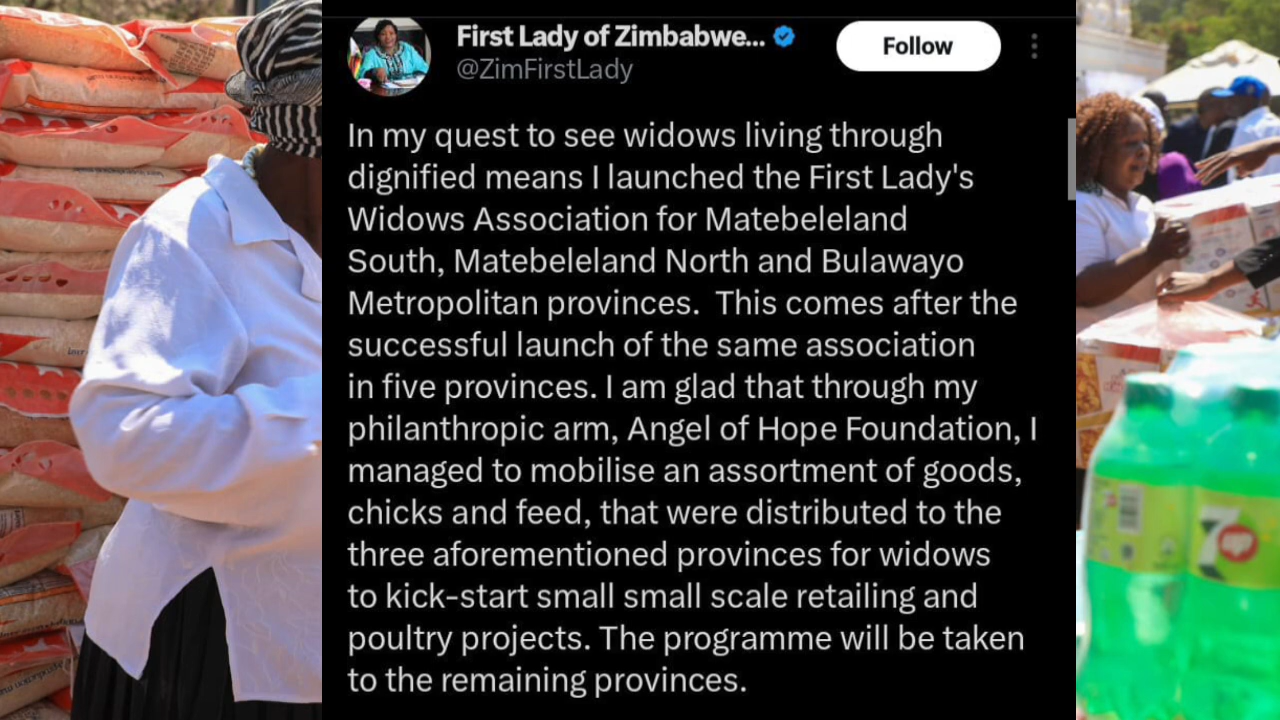 First Lady of Zimbabwe...
@ZimFirstLady
Follow
In my quest to see widows living through
dignified means I launched the First Lady's
Widows Association for Matebeleland
South, Matebeleland North and Bulawayo
Metropolitan provinces.  This comes after the
successful launch of the same association
in five provinces. I am glad that through my
philanthropic arm, Angel of Hope Foundation, I
managed to mobilise an assortment of goods,
chicks and feed, that were distributed to the
three aforementioned provinces for widows
to kick-start small small scale retailing and
poultry projects. The programme will be taken
to the remaining provinces.
7up